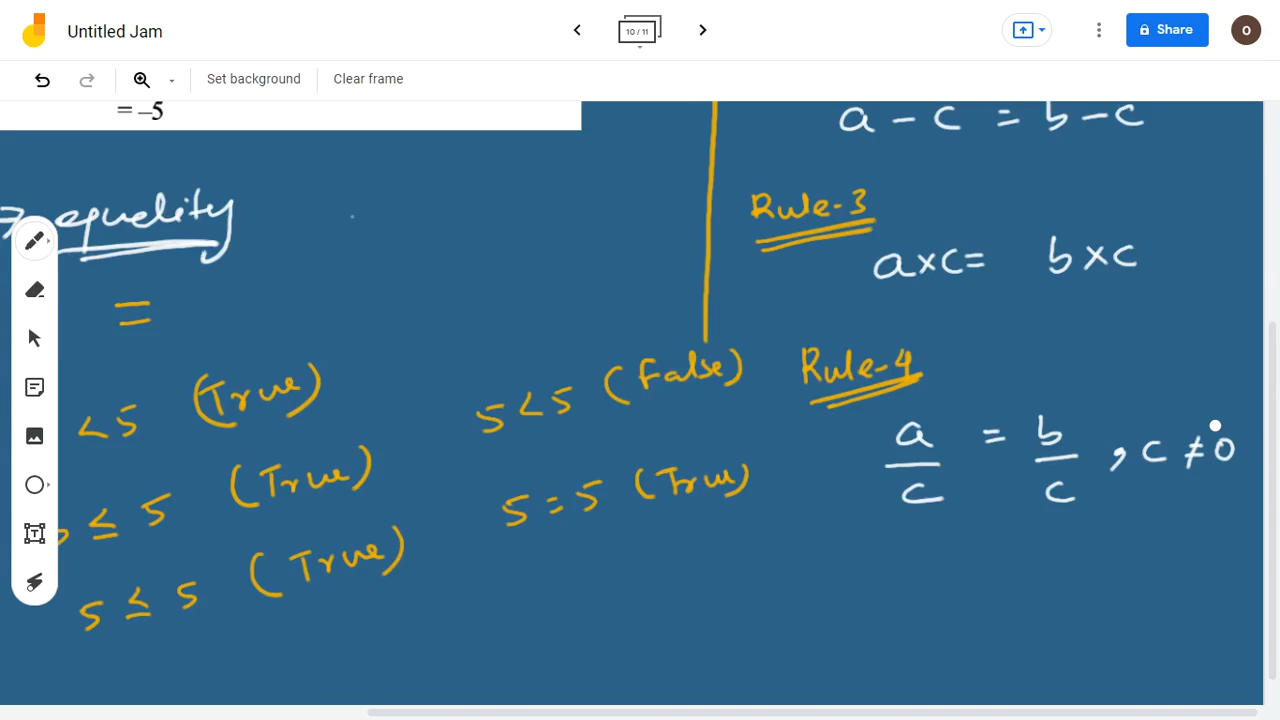 Untitled Jam
10 / 11
Share
O
Set background
Clear frame
= –5
equality
=
< 5 (True)
≤ 5 (True)
5 ≤ 5 (True)
5 < 5 (False)
5 = 5 (True)
a - c = b - c
Rule-3
a×c = b×c
Rule-4
a/c = b/c , c ≠ 0